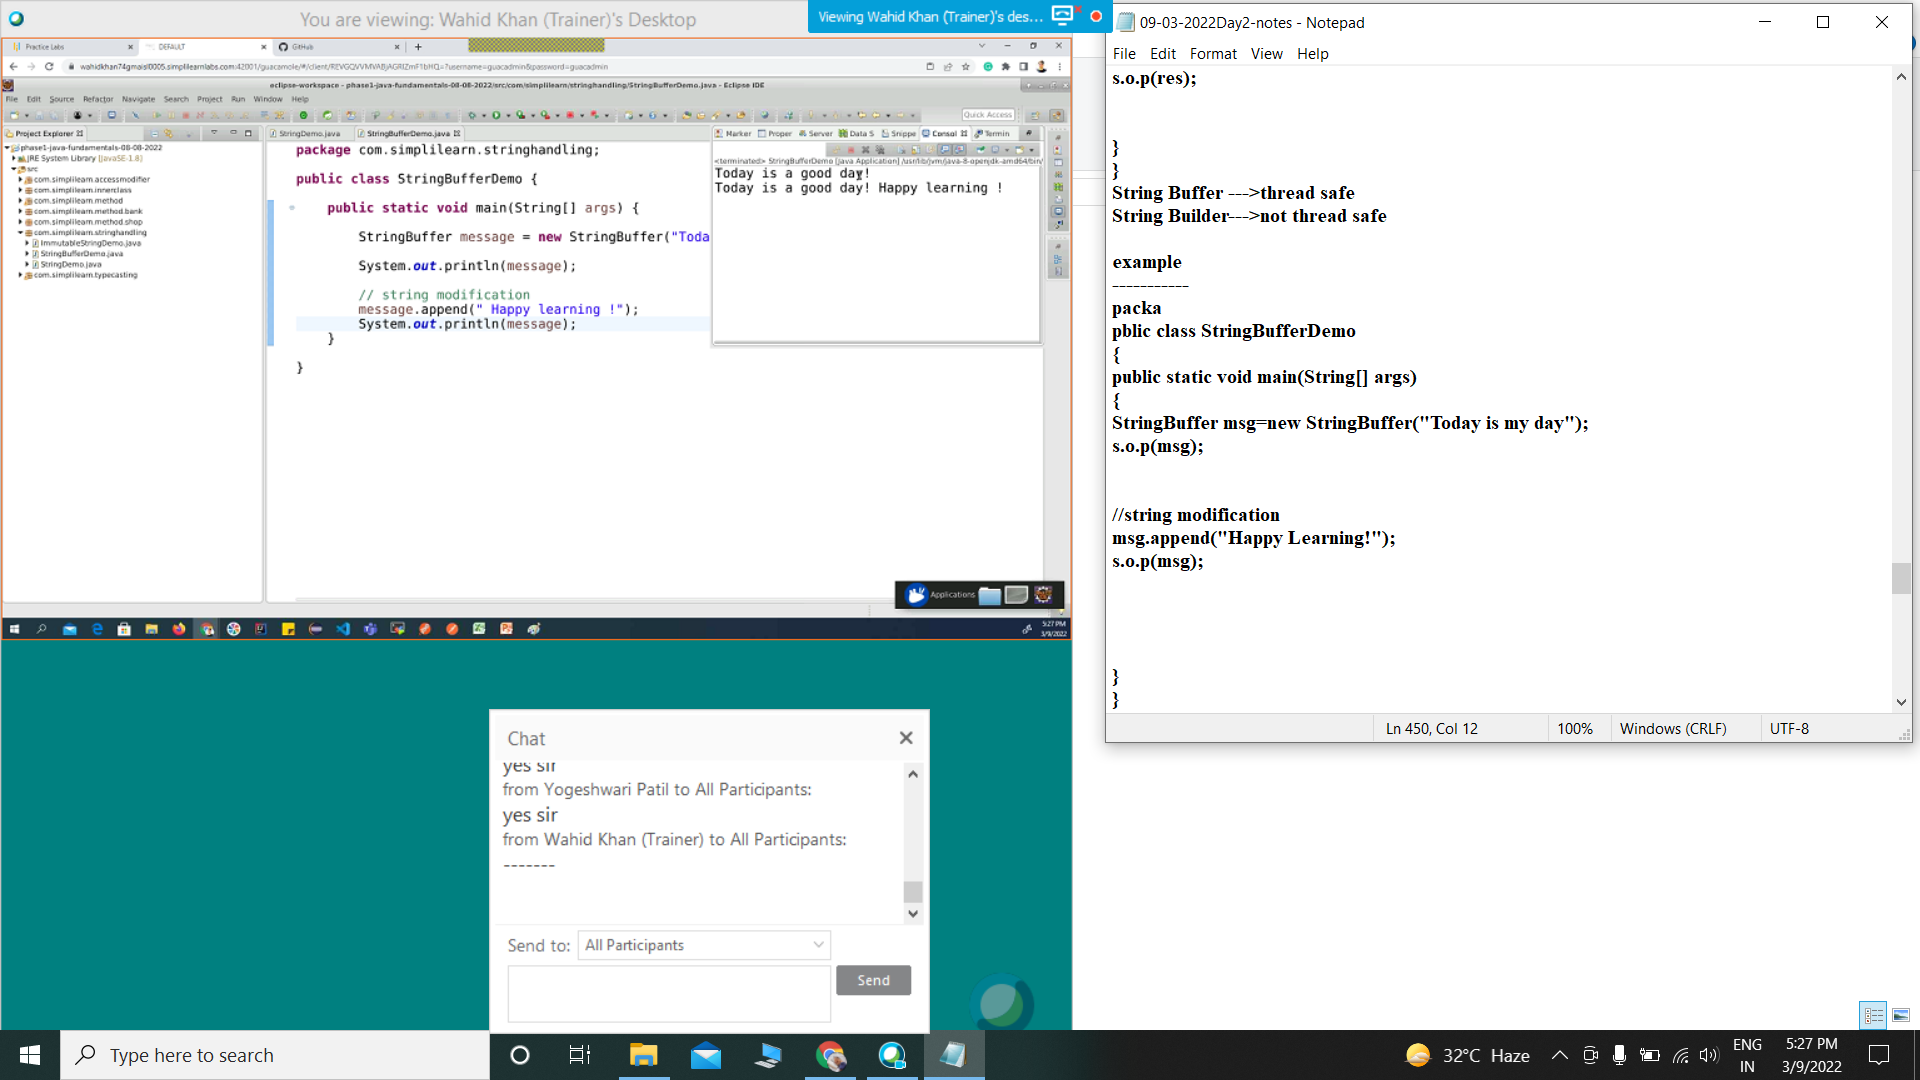 You are viewing: Wahid Khan (Trainer)'s Desktop
Viewing Wahid Khan (Trainer)'s des...
Practice Labs
DEFAULT
GitHub
eclipse-workspace - phase1-java-fundamentals-08-08-2022/src/com/simplilearn/stringhandling/StringBufferDemo.java - Eclipse IDE
File Edit Source Refactor Navigate Search Project Run Window Help
Quick Access
Project Explorer
phase1-java-fundamentals-08-08-2022
JRE System Library [JavaSE-1.8]
src
com.simplilearn.accessmodifier
com.simplilearn.innerclass
com.simplilearn.method
com.simplilearn.method.bank
com.simplilearn.method.shop
com.simplilearn.stringhandling
ImmutableStringDemo.java
StringBufferDemo.java
StringDemo.java
com.simplilearn.typecasting
StringDemo.java
StringBufferDemo.java
package com.simplilearn.stringhandling;
public class StringBufferDemo {
public static void main(String[] args) {
StringBuffer message = new StringBuffer("Toda
System.out.println(message);
// string modification
message.append(" Happy learning !");
System.out.println(message);
}
}
Marker Proper Server Data S Snippe Consol Termin
<terminated> StringBufferDemo [Java Application] /usr/lib/jvm/java-8-openjdk-amd64/bin/
Today is a good day!
Today is a good day! Happy learning !
Applications
5:27 PM
3/9/2022
Chat
yes sir
from Yogeshwari Patil to All Participants:
yes sir
from Wahid Khan (Trainer) to All Participants:
-------
Send to: All Participants
Send
09-03-2022Day2-notes - Notepad
File Edit Format View Help
s.o.p(res);
}
}
String Buffer --->thread safe
String Builder--->not thread safe
example
-----------
packa
pblic class StringBufferDemo
{
public static void main(String[] args)
{
StringBuffer msg=new StringBuffer("Today is my day");
s.o.p(msg);
//string modification
msg.append("Happy Learning!");
s.o.p(msg);
}
}
Ln 450, Col 12
100%
Windows (CRLF)
UTF-8
Type here to search
32°C Haze
ENG
IN
5:27 PM
3/9/2022